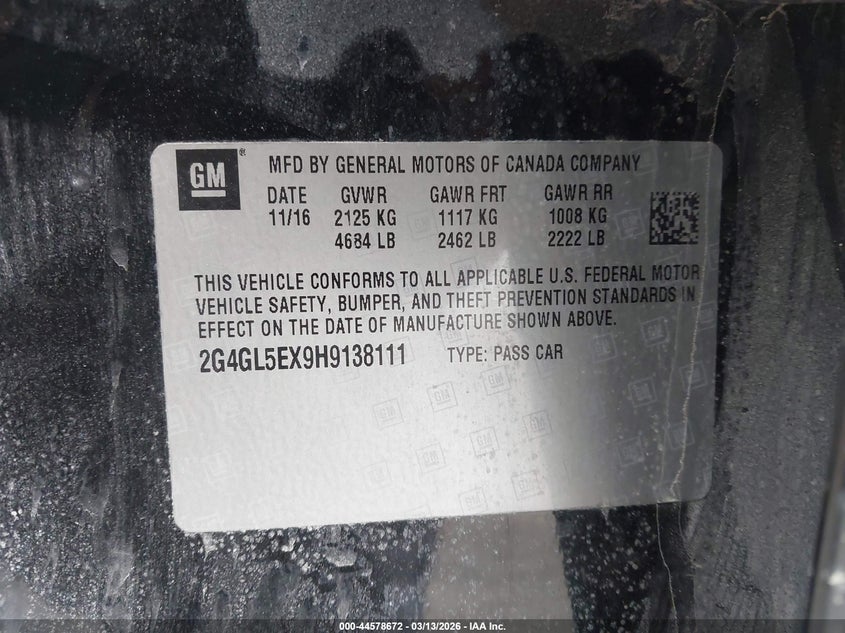 GM ® MFD BY GENERAL MOTORS OF CANADA COMPANY
DATE GVWR GAWR FRT GAWR RR
11/16 2125 KG 1117 KG 1008 KG
4684 LB 2462 LB 2222 LB
THIS VEHICLE CONFORMS TO ALL APPLICABLE U.S. FEDERAL MOTOR
VEHICLE SAFETY, BUMPER, AND THEFT PREVENTION STANDARDS IN
EFFECT ON THE DATE OF MANUFACTURE SHOWN ABOVE.
2G4GL5EX9H9138111 TYPE: PASS CAR
000-44578672 | 03/13/2026 | IAA Inc.